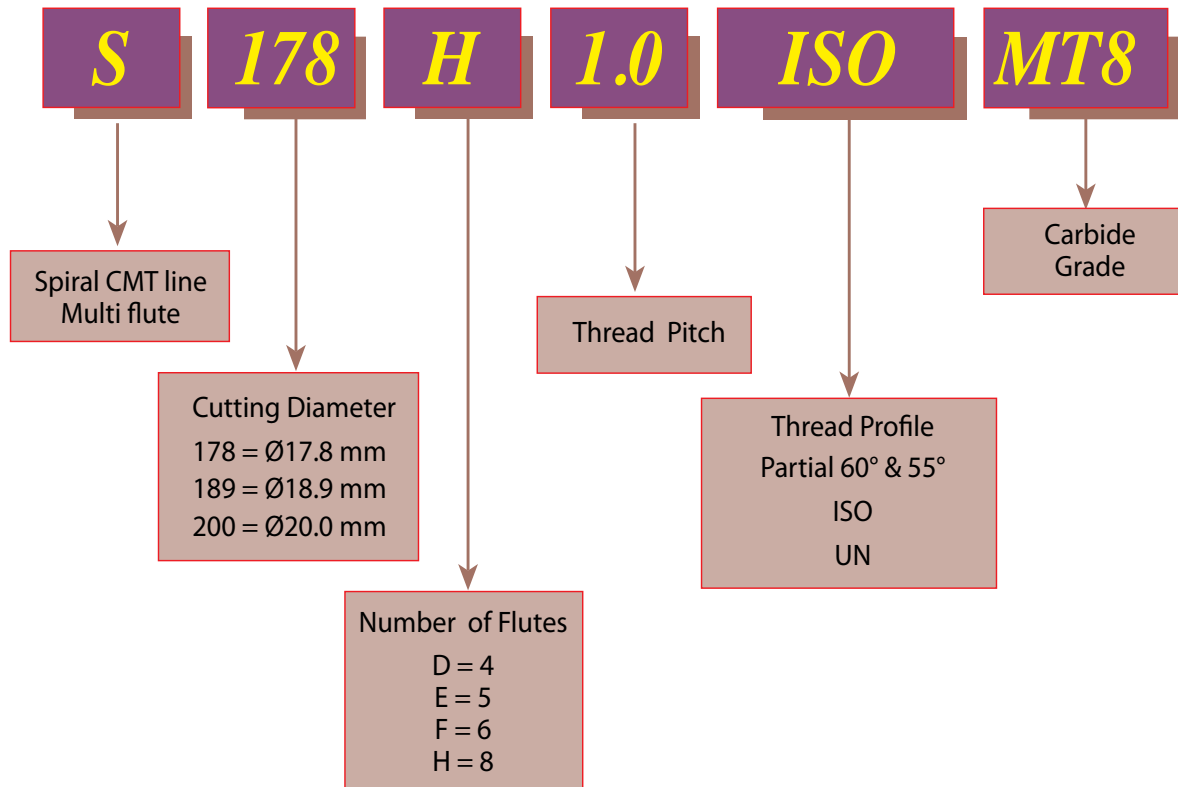 S 178 H 1.0 ISO MT8
Spiral CMT line
Multi flute
Cutting Diameter
178 = Ø17.8 mm
189 = Ø18.9 mm
200 = Ø20.0 mm
Number of Flutes
D = 4
E = 5
F = 6
H = 8
Thread Pitch
Thread Profile
Partial 60° & 55°
ISO
UN
Carbide
Grade